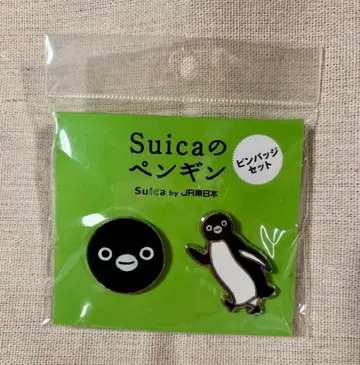 Suicaの
ペンギン
ピンバッジ
セット
Suica by JR東日本